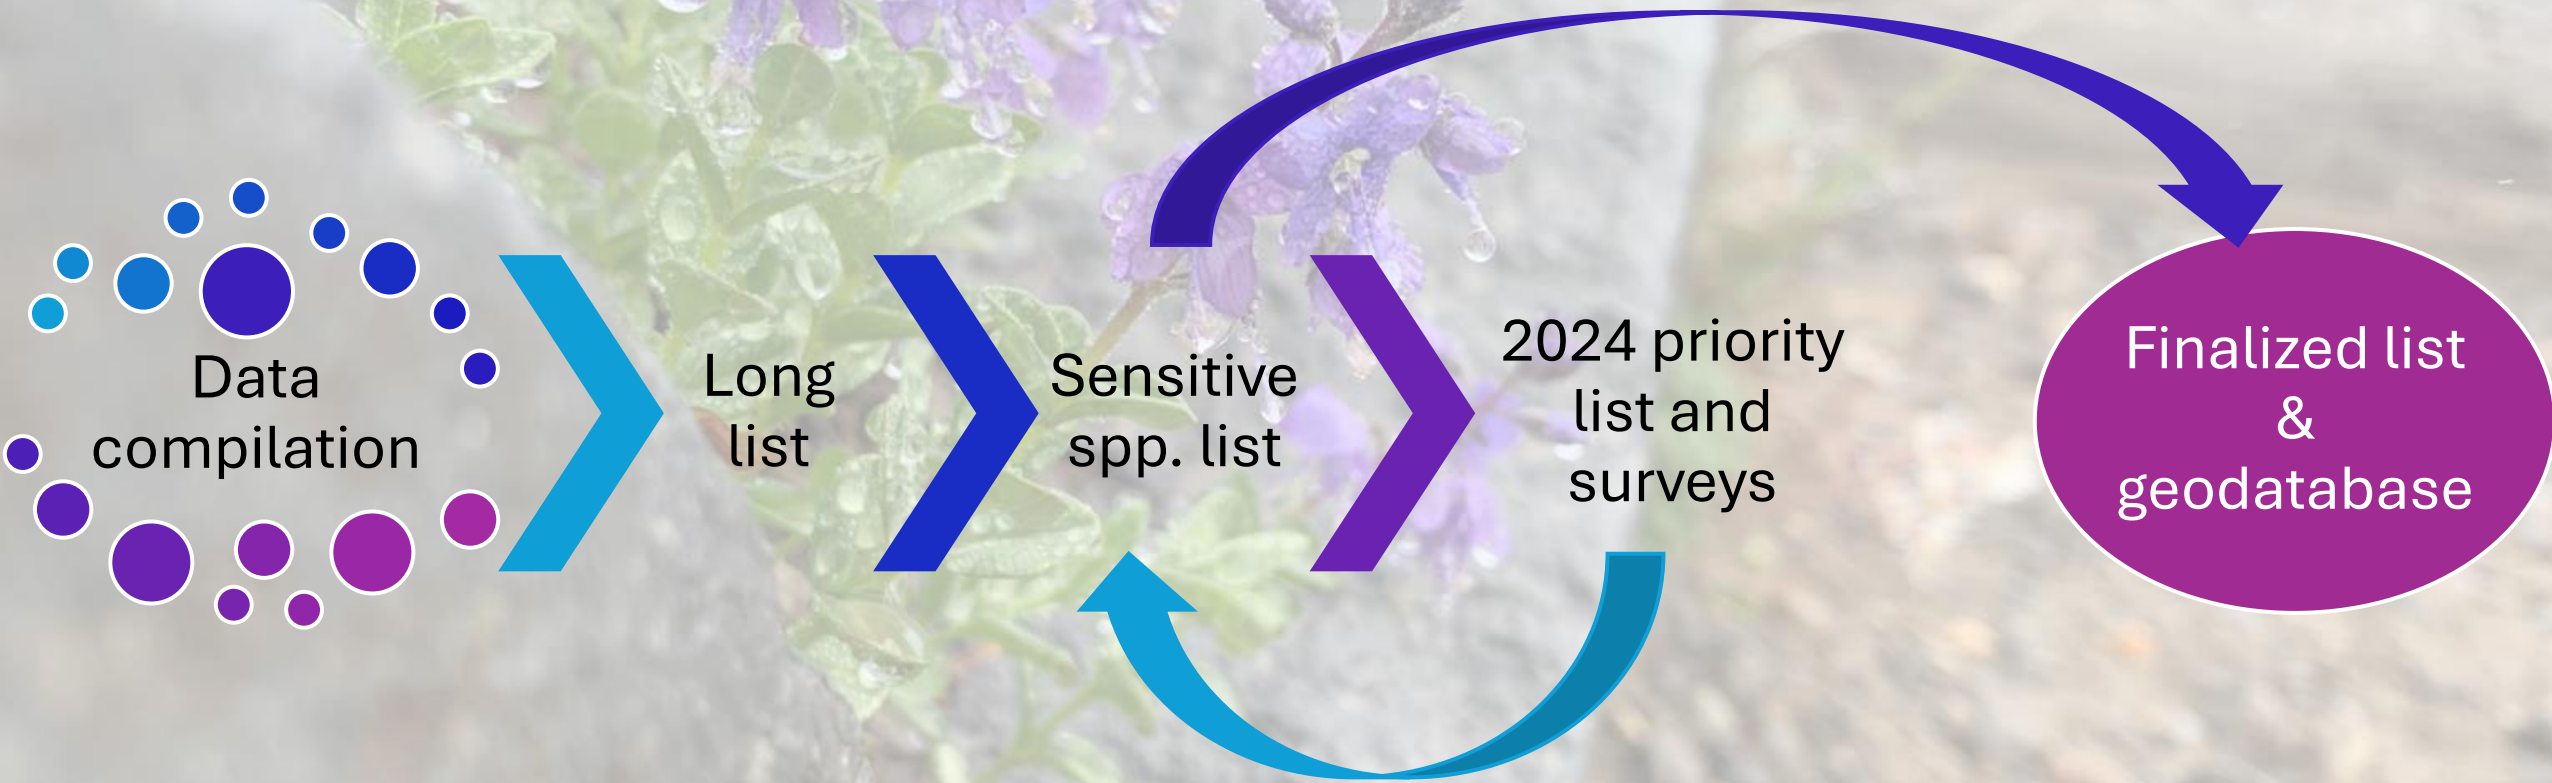 Data
compilation
Long
list
Sensitive
spp. list
2024 priority
list and
surveys
Finalized list
&
geodatabase